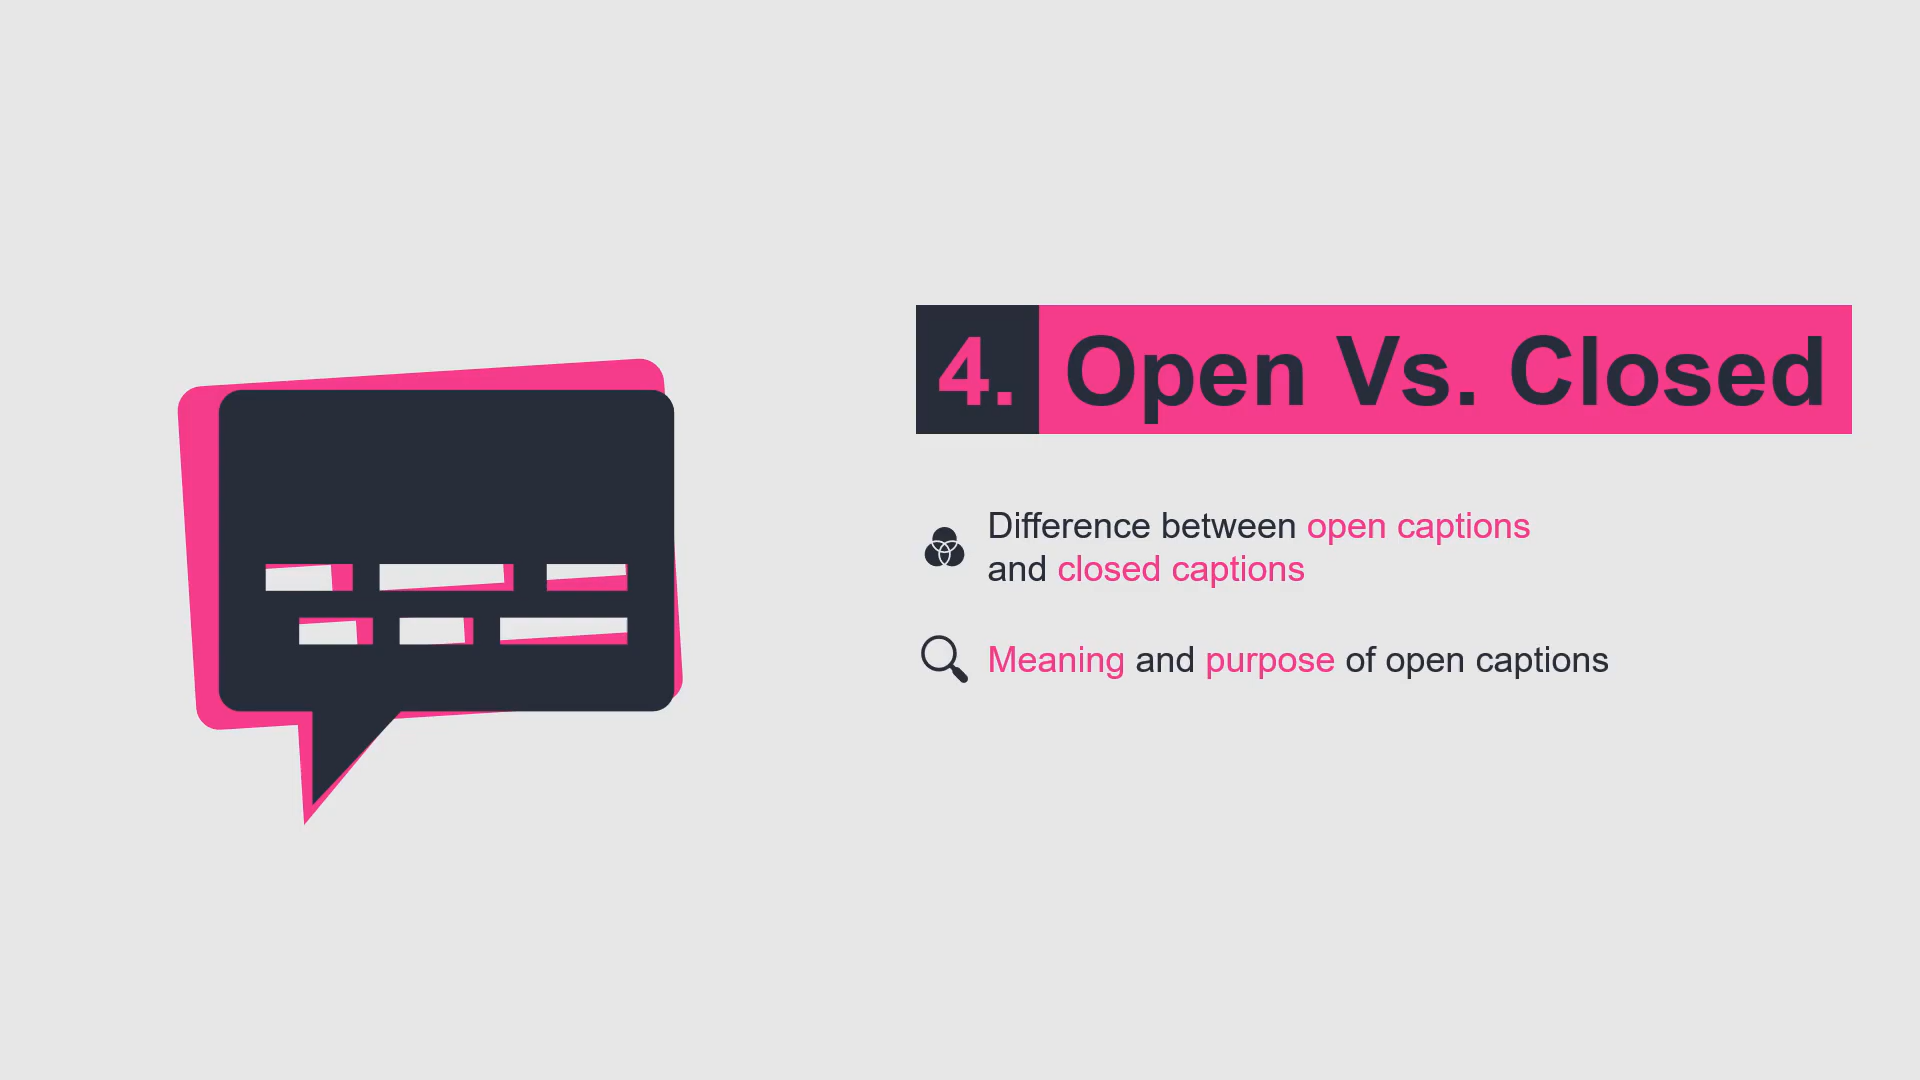 4. Open Vs. Closed
Difference between open captions
and closed captions
Meaning and purpose of open captions